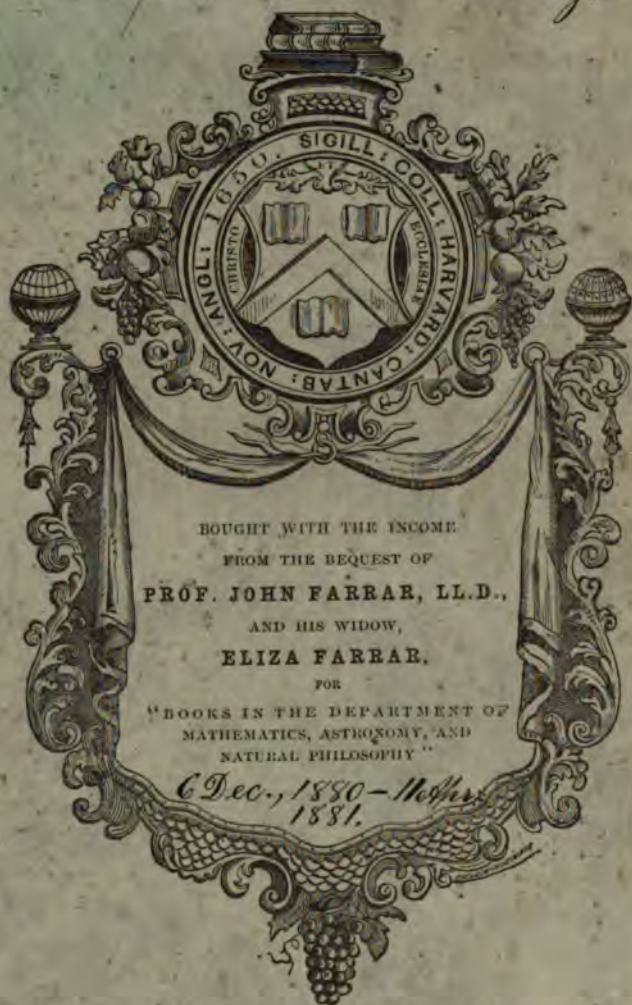 SIGILL: COLL: HARVARD: CANTAB: NOV: ANGL: 1650.
CHRISTO
ECCLESIAE
BOUGHT WITH THE INCOME
FROM THE BEQUEST OF
PROF. JOHN FARRAR, LL.D.,
AND HIS WIDOW,
ELIZA FARRAR,
FOR
"BOOKS IN THE DEPARTMENT OF
MATHEMATICS, ASTRONOMY, AND
NATURAL PHILOSOPHY"
6 Dec., 1880 – 11
1881.